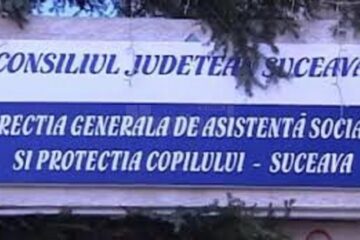 CONSILIUL JUDETEAN SUCEAVA
RECTIA GENERALA DE ASISTENTĂ SOCIA
SI PROTECTIA COPILULUI - SUCEAVA